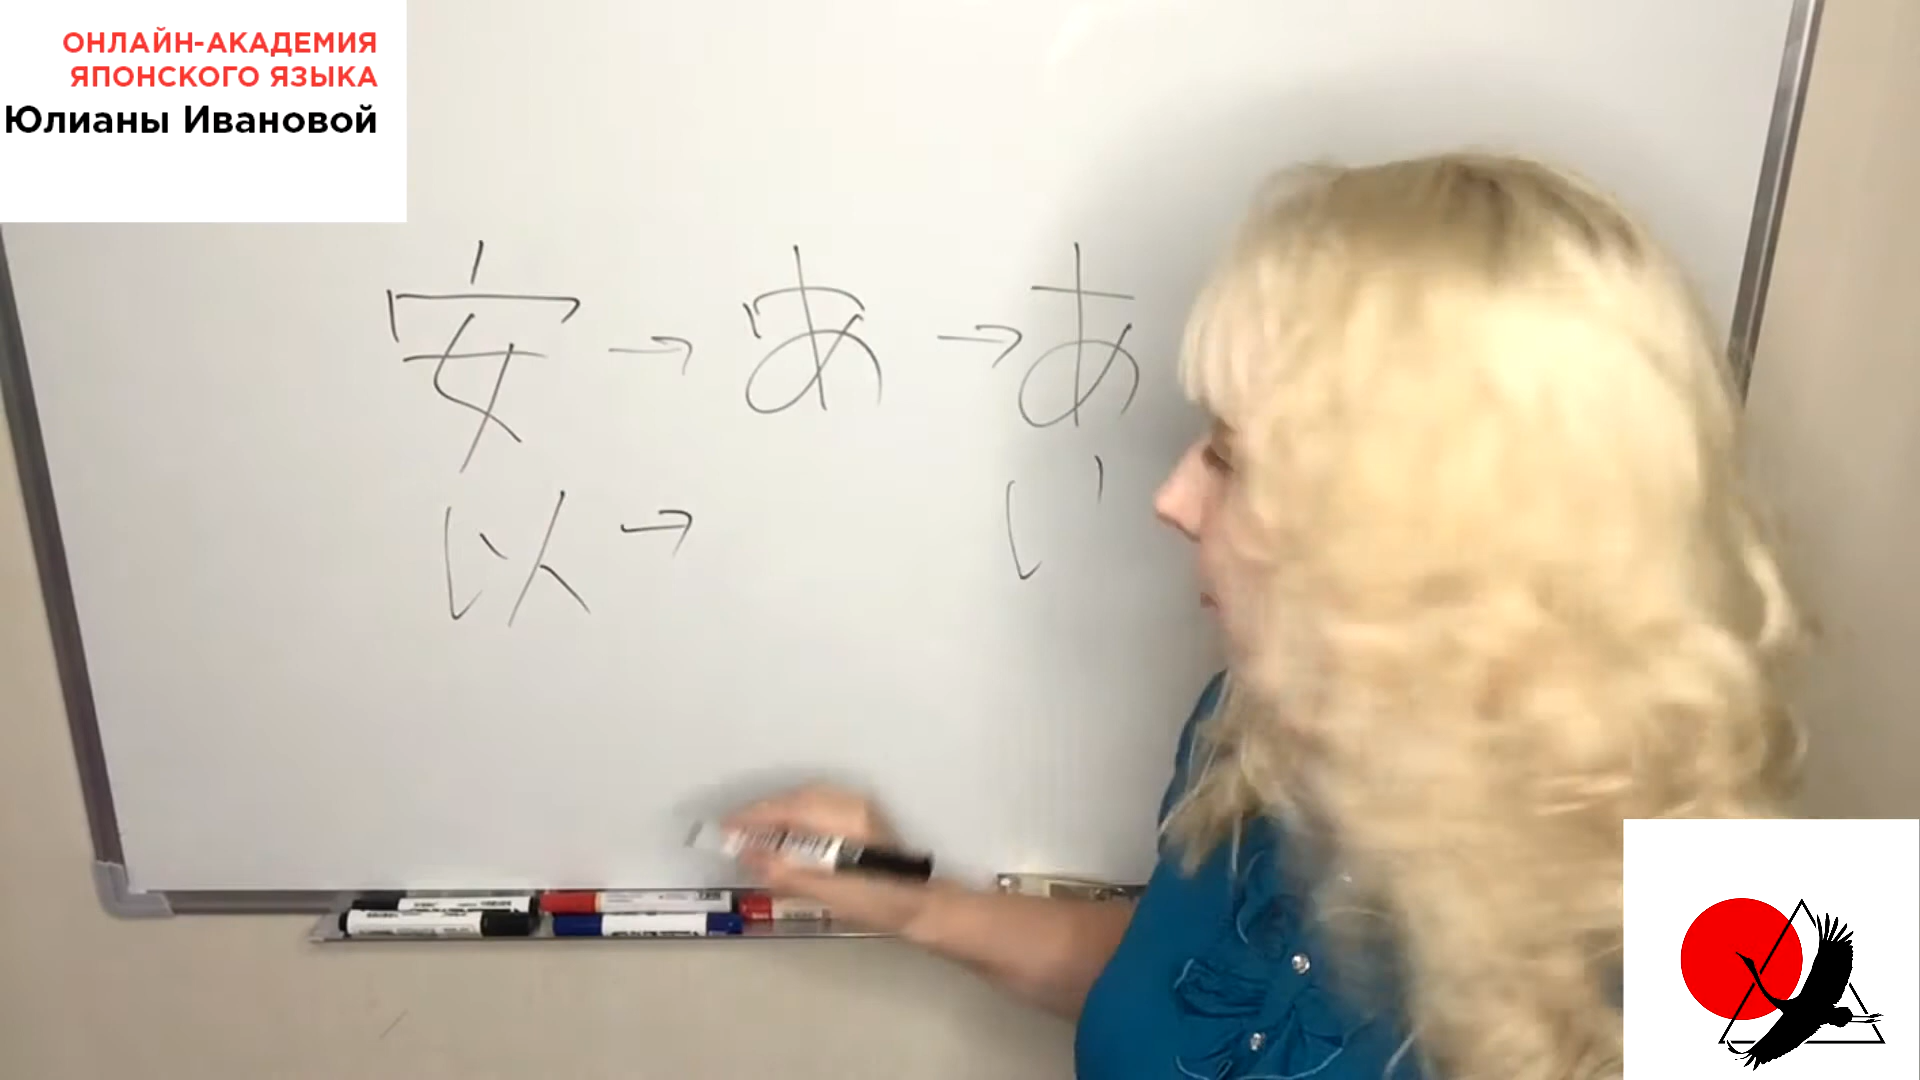 ОНЛАЙН-АКАДЕМИЯ
ЯПОНСКОГО ЯЗЫКА
Юлианы Ивановой
安 → あ → あ
以 → い